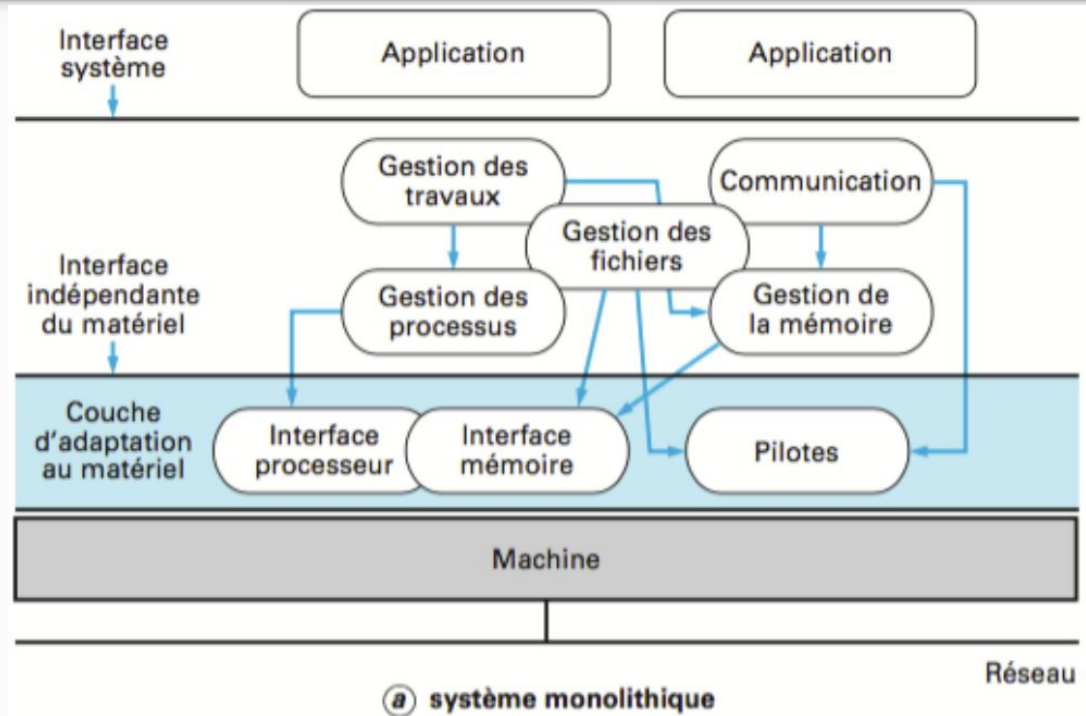 Interface
système
Application
Application
Gestion des
travaux
Communication
Gestion des
fichiers
Interface
indépendante
du matériel
Gestion des
processus
Gestion de
la mémoire
Couche
d'adaptation
au matériel
Interface
processeur
Interface
mémoire
Pilotes
Machine
Réseau
a système monolithique